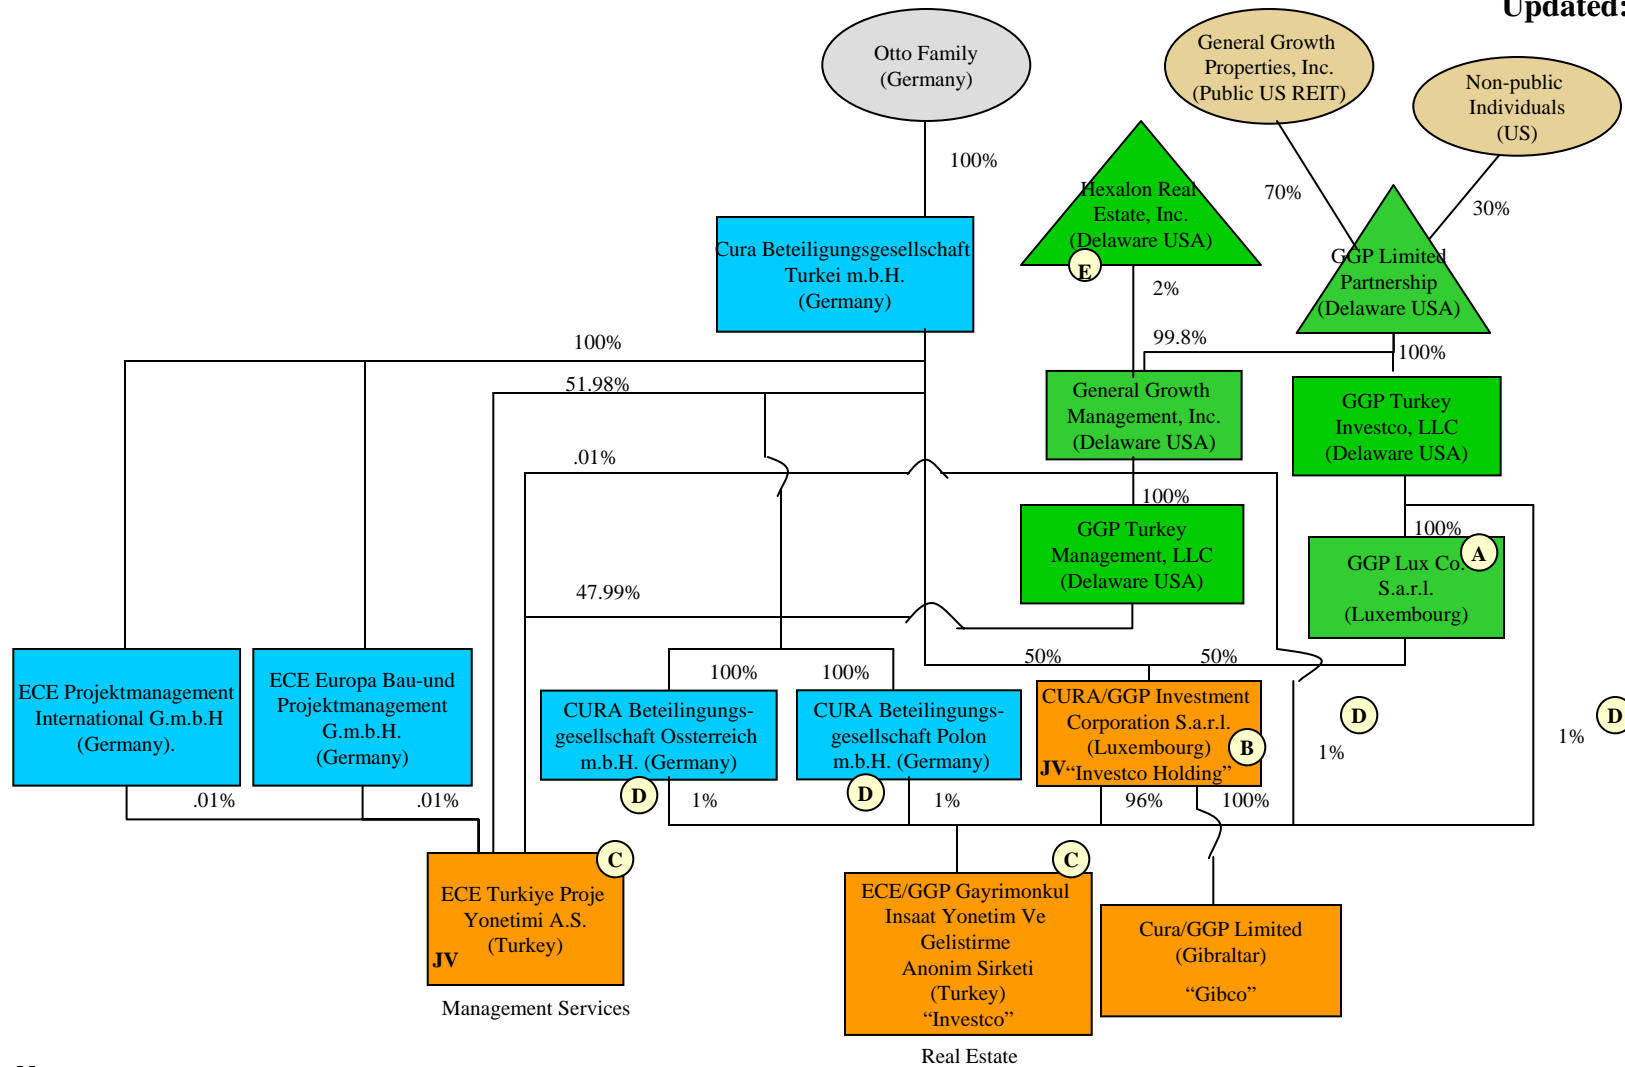 Updated:
Otto Family
(Germany)
General Growth
Properties, Inc.
(Public US REIT)
Non-public
Individuals
(US)
100%
70%
30%
Hexalon Real
Estate, Inc.
(Delaware USA)
E
Cura Beteiligungsgesellschaft
Turkei m.b.H.
(Germany)
GGP Limited
Partnership
(Delaware USA)
2%
99.8%
100%
100%
51.98%
General Growth
Management, Inc.
(Delaware USA)
GGP Turkey
Investco, LLC
(Delaware USA)
.01%
100%
100%
GGP Turkey
Management, LLC
(Delaware USA)
A
GGP Lux Co.
S.a.r.l.
(Luxembourg)
47.99%
50%
50%
100%
100%
ECE Projektmanagement
International G.m.b.H
(Germany).
ECE Europa Bau-und
Projektmanagement
G.m.b.H.
(Germany)
CURA Beteilingungs-
gesellschaft Ossterreich
m.b.H. (Germany)
CURA Beteilingungs-
gesellschaft Polon
m.b.H. (Germany)
CURA/GGP Investment
Corporation S.a.r.l.
(Luxembourg)
JV“Investco Holding”
B
D
1%
D
1%
.01%
.01%
D
1%
D
1%
96%
100%
C
ECE Turkiye Proje
Yonetimi A.S.
(Turkey)
JV
Management Services
C
ECE/GGP Gayrimonkul
Insaat Yonetim Ve
Gelistirme
Anonim Sirketi
(Turkey)
“Investco”
Real Estate
Cura/GGP Limited
(Gibraltar)
“Gibco”